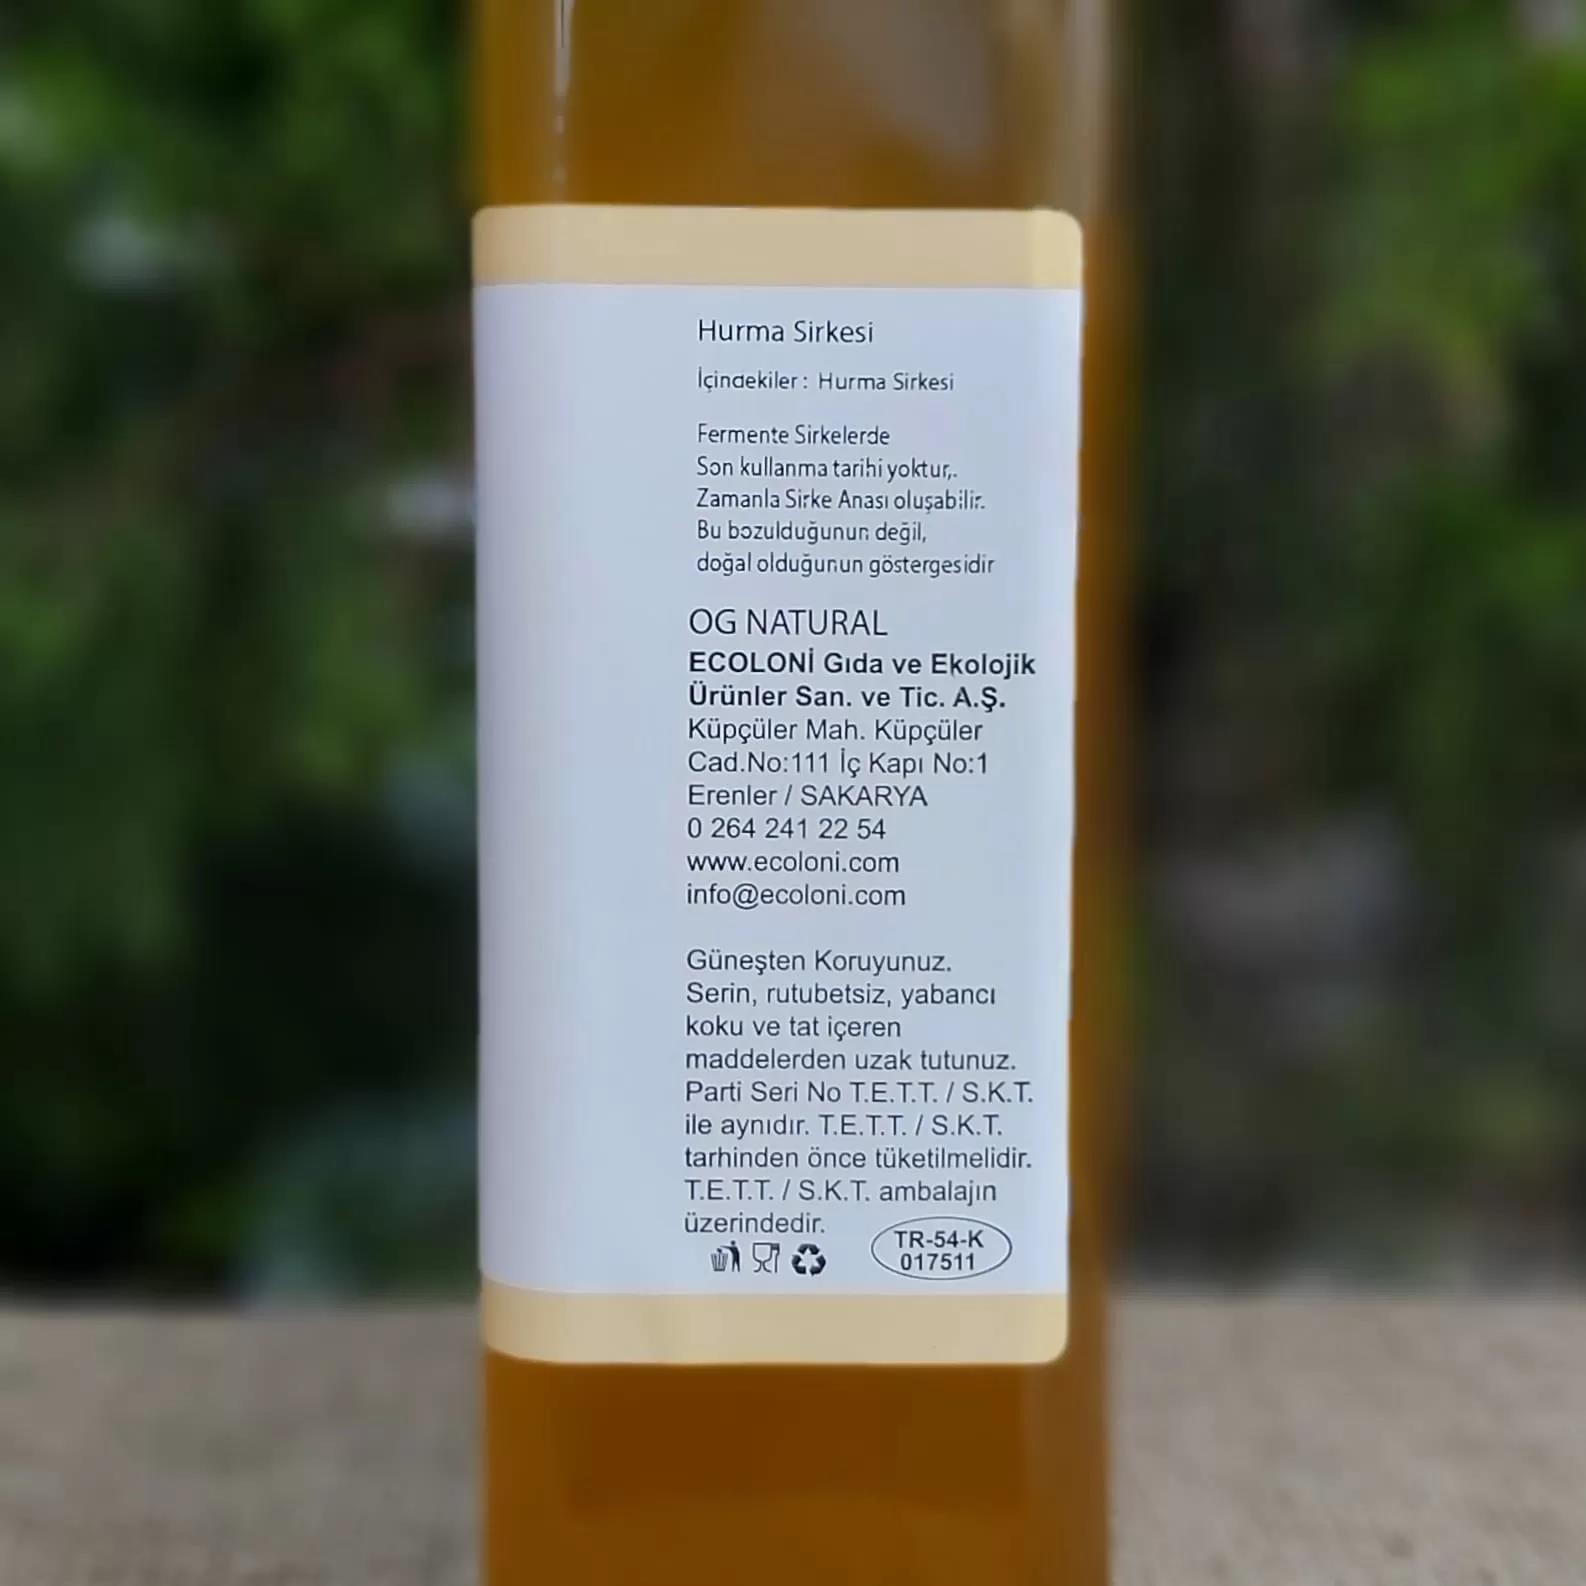 Hurma Sirkesi
İçindekiler : Hurma Sirkesi
Fermente Sirkelerde
Son kullanma tarihi yoktur,.
Zamanla Sirke Anası oluşabilir.
Bu bozulduğunun değil,
doğal olduğunun göstergesidir
OG NATURAL
ECOLONİ Gıda ve Ekolojik
Ürünler San. ve Tic. A.Ş.
Küpçüler Mah. Küpçüler
Cad.No:111 İç Kapı No:1
Erenler / SAKARYA
0 264 241 22 54
www.ecoloni.com
info@ecoloni.com
Güneşten Koruyunuz.
Serin, rutubetsiz, yabancı
koku ve tat içeren
maddelerden uzak tutunuz.
Parti Seri No T.E.T.T. / S.K.T.
ile aynıdır. T.E.T.T. / S.K.T.
tarhinden önce tüketilmelidir.
T.E.T.T. / S.K.T. ambalajın
üzerindedir.
TR-54-K
017511